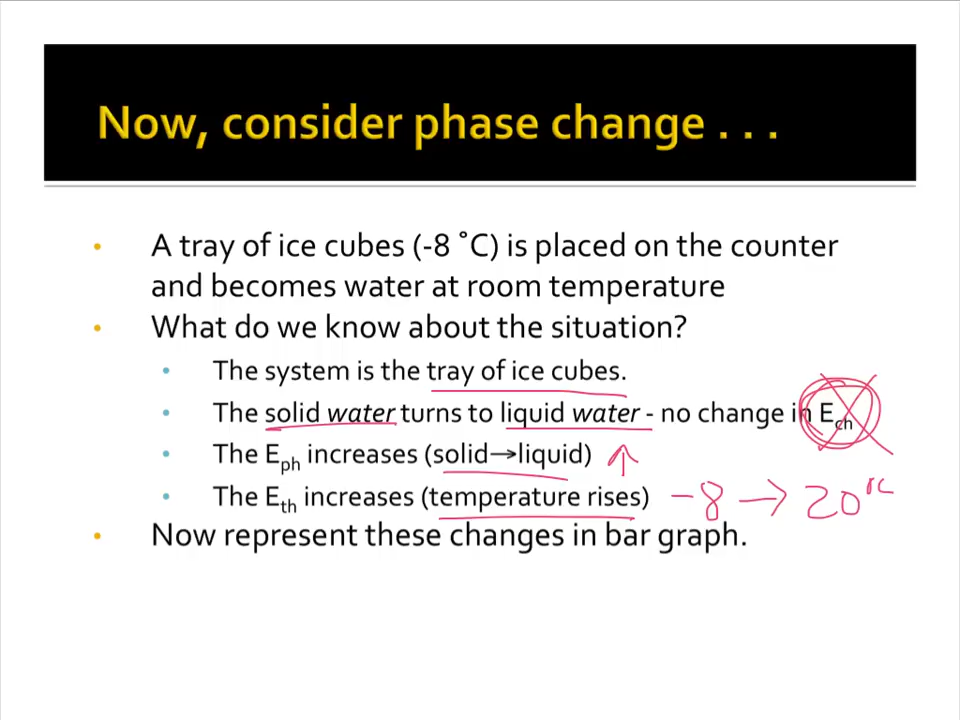 Now, consider phase change . . .
• A tray of ice cubes (-8 ˚C) is placed on the counter
and becomes water at room temperature
• What do we know about the situation?
• The system is the tray of ice cubes.
• The solid water turns to liquid water - no change in Ech
• The Eph increases (solid→liquid) ↑
• The Eth increases (temperature rises) -8 → 20°C
• Now represent these changes in bar graph.